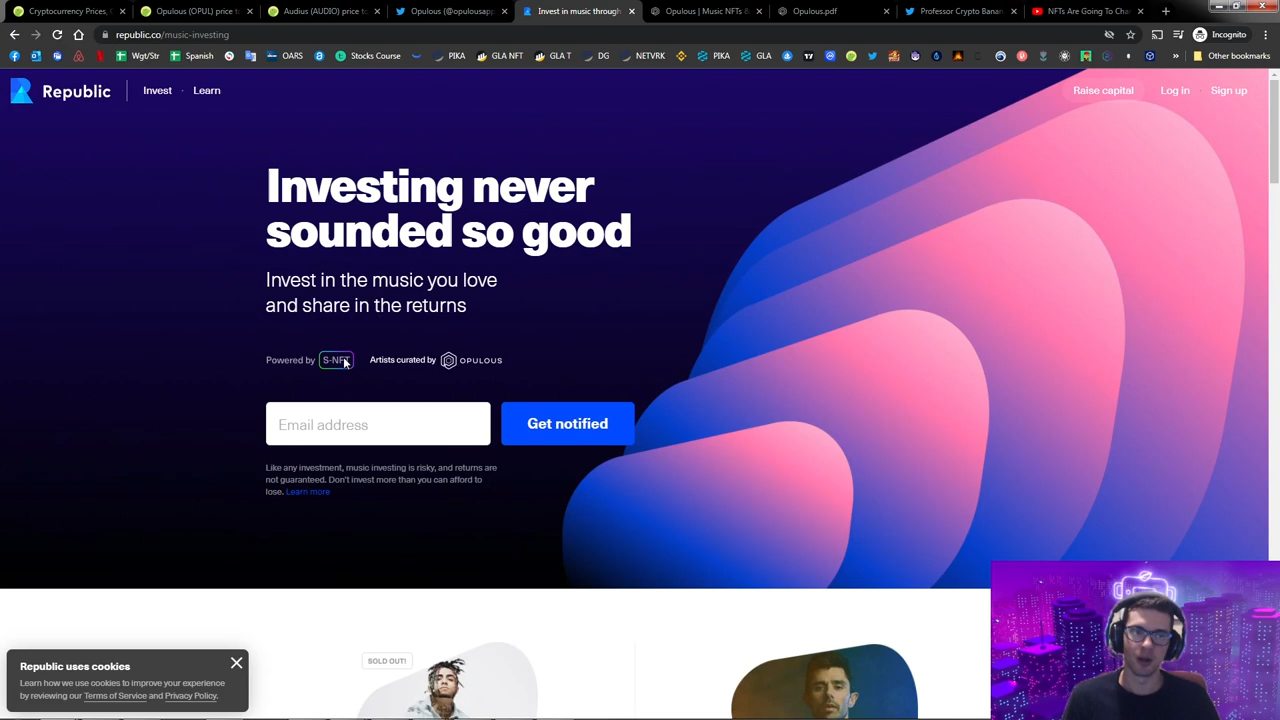 Cryptocurrency Prices, C
Opulous (OPUL) price t
Audius (AUDIO) price t
Opulous (@opulousapp
Invest in music through
Opulous | Music NFTs &
Opulous.pdf
Professor Crypto Banan
NFTs Are Going To Cha
republic.co/music-investing
Incognito
Wgt/Str
Spanish
OARS
Stocks Course
PIKA
GLA NFT
GLA T
DG
NETVRK
PIKA
GLA
Other bookmarks
Republic
Invest · Learn
Raise capital
Log in · Sign up
Investing never
sounded so good
Invest in the music you love
and share in the returns
Powered by S-NFT Artists curated by OPULOUS
Email address
Get notified
Like any investment, music investing is risky, and returns are
not guaranteed. Don't invest more than you can afford to
lose. Learn more
SOLD OUT!
Republic uses cookies
Learn how we use cookies to improve your experience
by reviewing our Terms of Service and Privacy Policy.